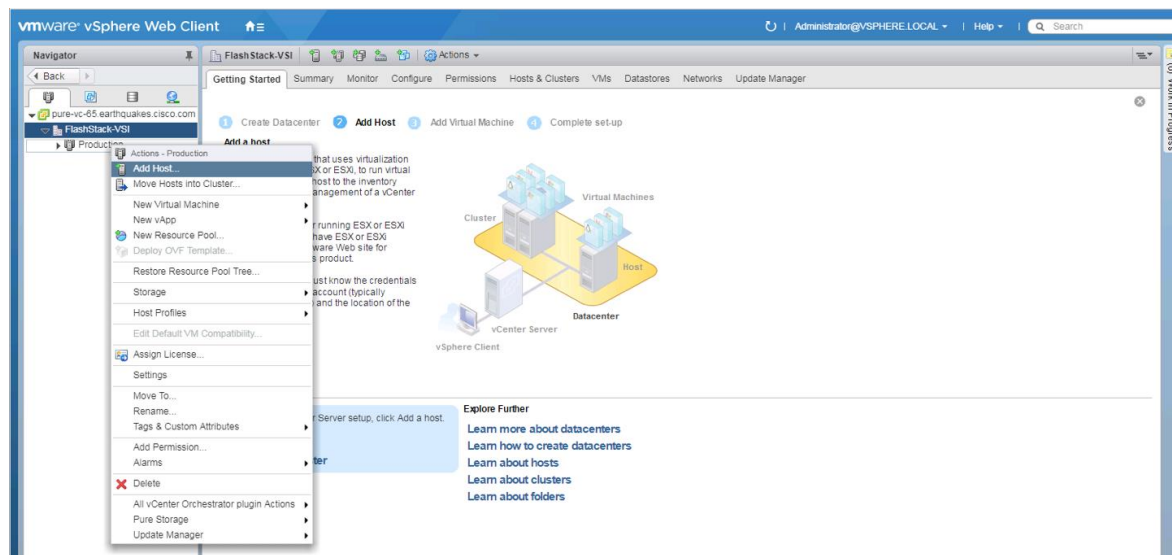 vmware® vSphere Web Client
Administrator@VSPHERE.LOCAL
Help
Search
Navigator
Back
pure-vc-65.earthquakes.cisco.com
FlashStack-VSI
Production
FlashStack-VSI
Actions
Getting Started Summary Monitor Configure Permissions Hosts & Clusters VMs Datastores Networks Update Manager
1 Create Datacenter 2 Add Host 3 Add Virtual Machine 4 Complete set-up
Add a host
that uses virtualization
SX or ESXi, to run virtual
host to the inventory
anagement of a vCenter
r running ESX or ESXi
have ESX or ESXi
ware Web site for
s product.
ust know the credentials
account (typically
) and the location of the
Actions - Production
Add Host...
Move Hosts into Cluster...
New Virtual Machine
New vApp
New Resource Pool...
Deploy OVF Template...
Restore Resource Pool Tree...
Storage
Host Profiles
Edit Default VM Compatibility...
Assign License...
Settings
Move To...
Rename...
Tags & Custom Attributes
Add Permission...
Alarms
Delete
All vCenter Orchestrator plugin Actions
Pure Storage
Update Manager
Virtual Machines
Cluster
Host
Datacenter
vCenter Server
vSphere Client
r Server setup, click Add a host.
ter
Explore Further
Learn more about datacenters
Learn how to create datacenters
Learn about hosts
Learn about clusters
Learn about folders
(0) Work In Progress